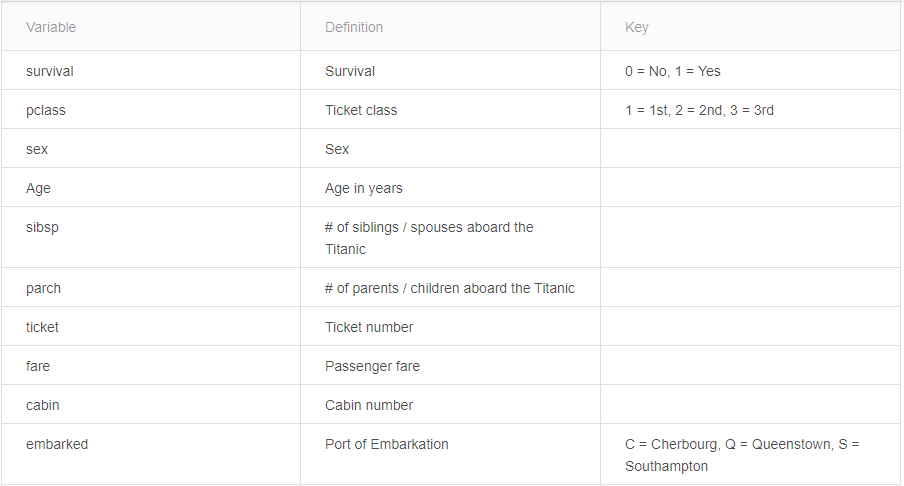 Variable Definition Key
survival Survival 0 = No, 1 = Yes
pclass Ticket class 1 = 1st, 2 = 2nd, 3 = 3rd
sex Sex
Age Age in years
sibsp # of siblings / spouses aboard the
Titanic
parch # of parents / children aboard the Titanic
ticket Ticket number
fare Passenger fare
cabin Cabin number
embarked Port of Embarkation C = Cherbourg, Q = Queenstown, S =
Southampton